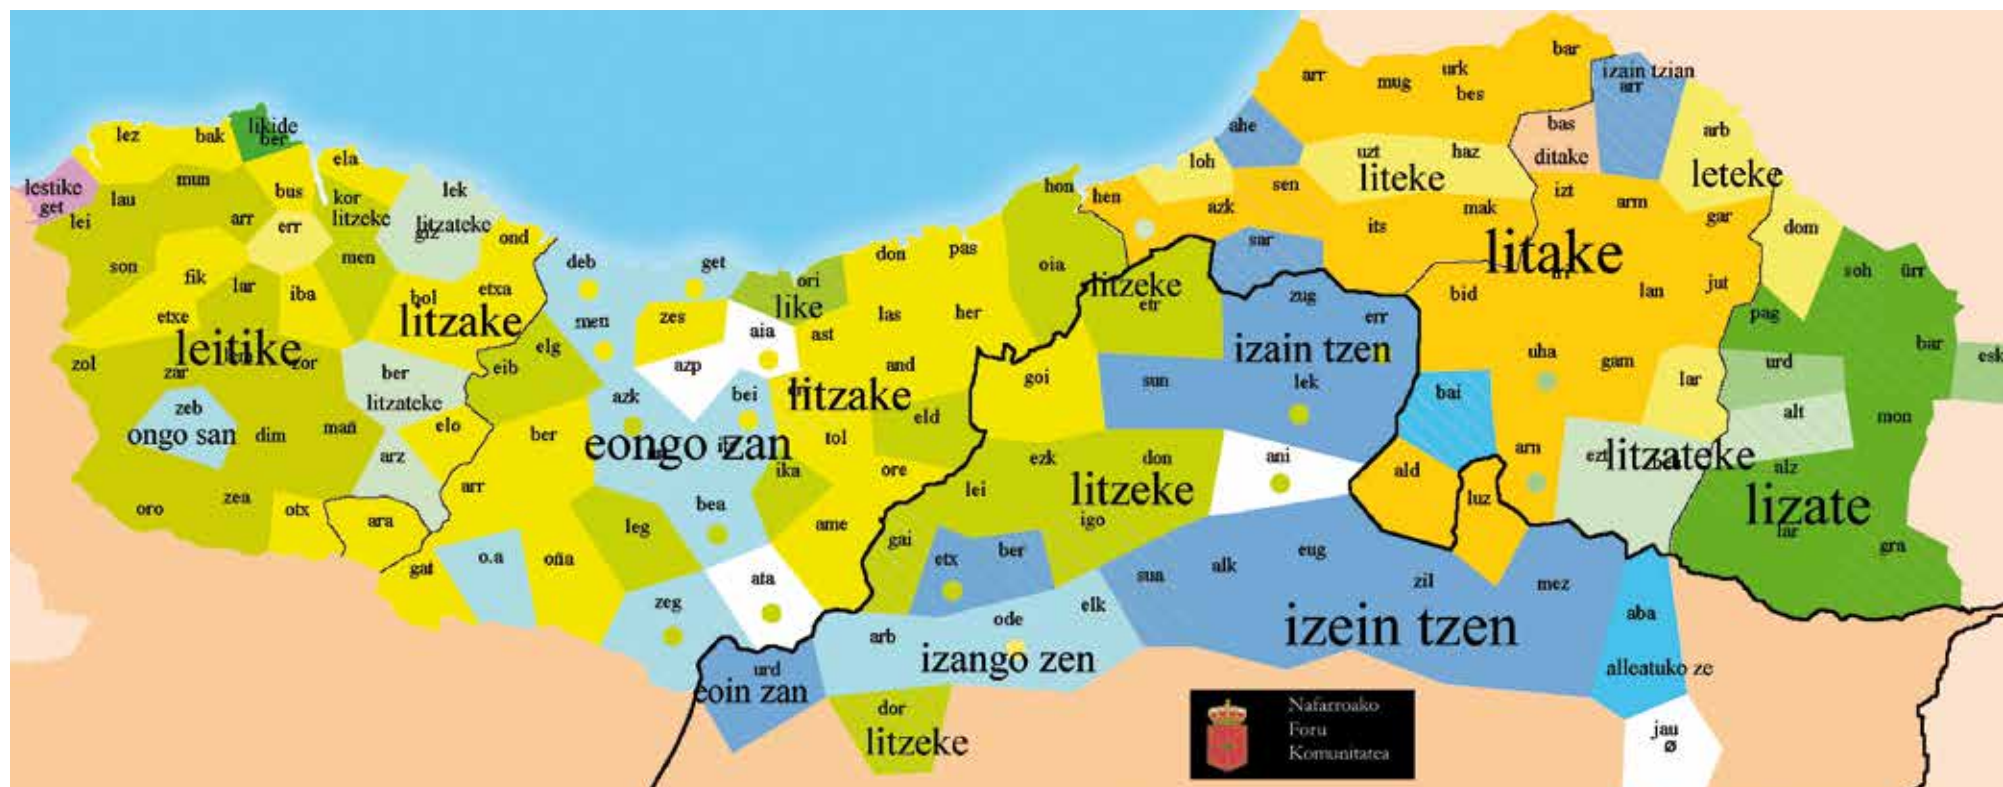 bar
arr
mug
urk
bes
izain tzian
arr
lez
bak
likide
ber
ahe
bas
ditake
arb
leteke
ela
lestike
get
lau
mun
bus
kor
litzeke
lek
litzateke
giz
loh
uzt
haz
liteke
lei
arr
err
ond
hon
hen
azk
sen
its
mak
izt
arm
gar
dom
son
fik
lar
men
iba
bol
etxa
litzake
deb
get
ori
like
don
pas
oia
litzeke
etr
sar
zug
err
litake
bid
lan
jut
soh
ürr
etxe
leitike
zor
zol
zar
elg
eib
men
zes
aia
azp
ast
las
her
and
litzake
goi
sun
izain tzen
lek
uha
gam
lar
pag
urd
bar
esk
zeb
ongo san
dim
mañ
ber
litzateke
elo
arz
ber
azk
bei
eongo zan
tol
eld
ika
ore
ezk
don
litzeke
lei
igo
ani
bai
ald
luz
arn
ezt
litzateke
alt
mon
alz
lizate
lar
gra
oro
zea
otx
ara
arr
gat
o.a
oña
leg
bea
ame
gai
etx
ber
ata
zeg
arb
ode
elk
izango zen
sua
alk
eug
zil
izein tzen
mez
aba
alleatuko ze
urd
eoin zan
dor
litzeke
jau
ø
Nafarroako
Foru
Komunitatea